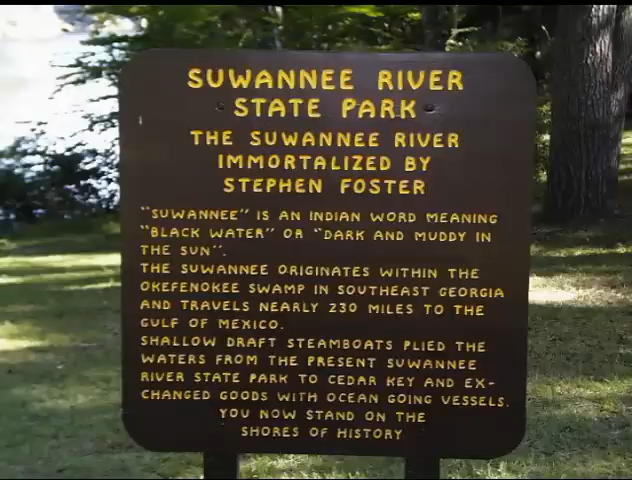 SUWANNEE RIVER
STATE PARK
THE SUWANNEE RIVER
IMMORTALIZED BY
STEPHEN FOSTER
"SUWANNEE" IS AN INDIAN WORD MEANING
"BLACK WATER" OR "DARK AND MUDDY IN
THE SUN".
THE SUWANNEE ORIGINATES WITHIN THE
OKEFENOKEE SWAMP IN SOUTHEAST GEORGIA
AND TRAVELS NEARLY 230 MILES TO THE
GULF OF MEXICO.
SHALLOW DRAFT STEAMBOATS PLIED THE
WATERS FROM THE PRESENT SUWANNEE
RIVER STATE PARK TO CEDAR KEY AND EX-
CHANGED GOODS WITH OCEAN GOING VESSELS.
YOU NOW STAND ON THE
SHORES OF HISTORY